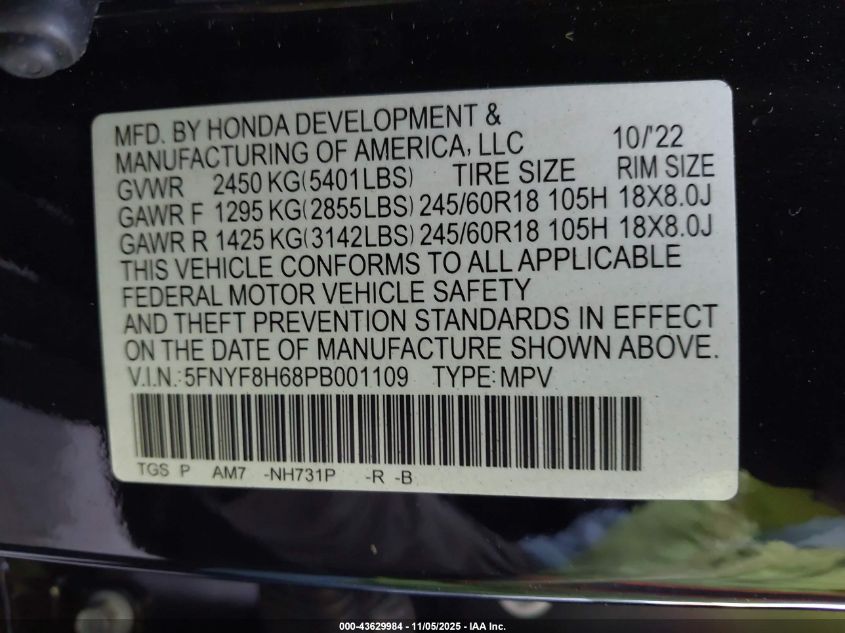 MFD. BY HONDA DEVELOPMENT &
MANUFACTURING OF AMERICA, LLC 10/'22
GVWR 2450 KG(5401LBS) TIRE SIZE RIM SIZE
GAWR F 1295 KG(2855LBS) 245/60R18 105H 18X8.0J
GAWR R 1425 KG(3142LBS) 245/60R18 105H 18X8.0J
THIS VEHICLE CONFORMS TO ALL APPLICABLE
FEDERAL MOTOR VEHICLE SAFETY
AND THEFT PREVENTION STANDARDS IN EFFECT
ON THE DATE OF MANUFACTURE SHOWN ABOVE.
V.I.N.: 5FNYF8H68PB001109 TYPE: MPV
TGS P AM7 -NH731P -R -B
000-43629984 - 11/05/2025 - IAA Inc.